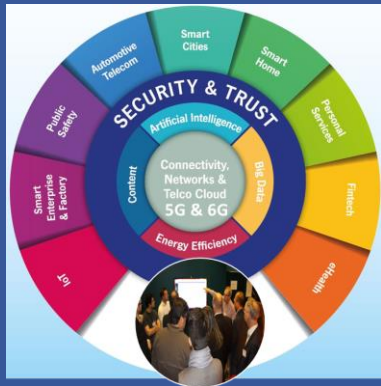 Smart
Cities
Automotive
Telecom
Smart
Home
Public
Safety
Personal
Services
Smart
Enterprise
& Factory
Fintech
IoT
eHealth
SECURITY & TRUST
Artificial Intelligence
Content
Big Data
Energy Efficiency
Connectivity,
Networks &
Telco Cloud
5G & 6G